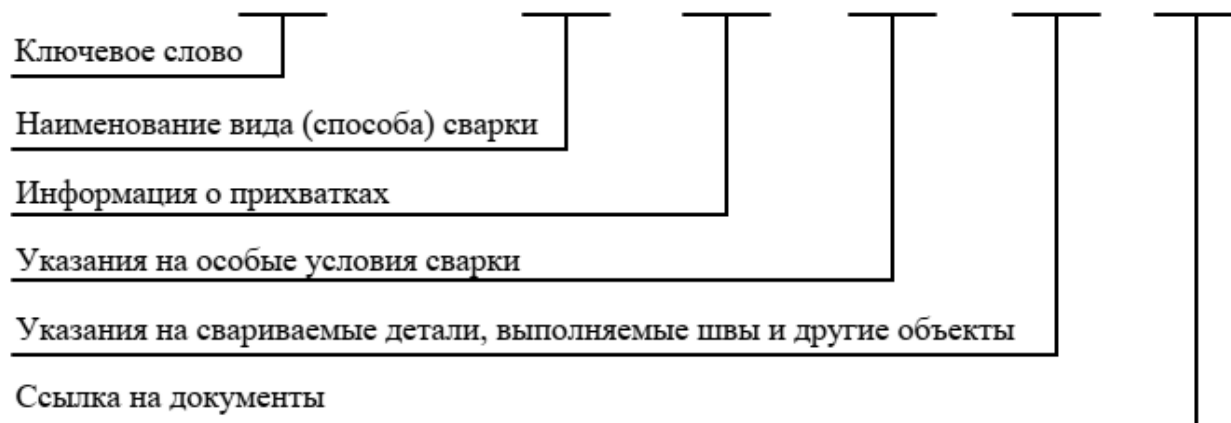 Ключевое слово
Наименование вида (способа) сварки
Информация о прихватках
Указания на особые условия сварки
Указания на свариваемые детали, выполняемые швы и другие объекты
Ссылка на документы